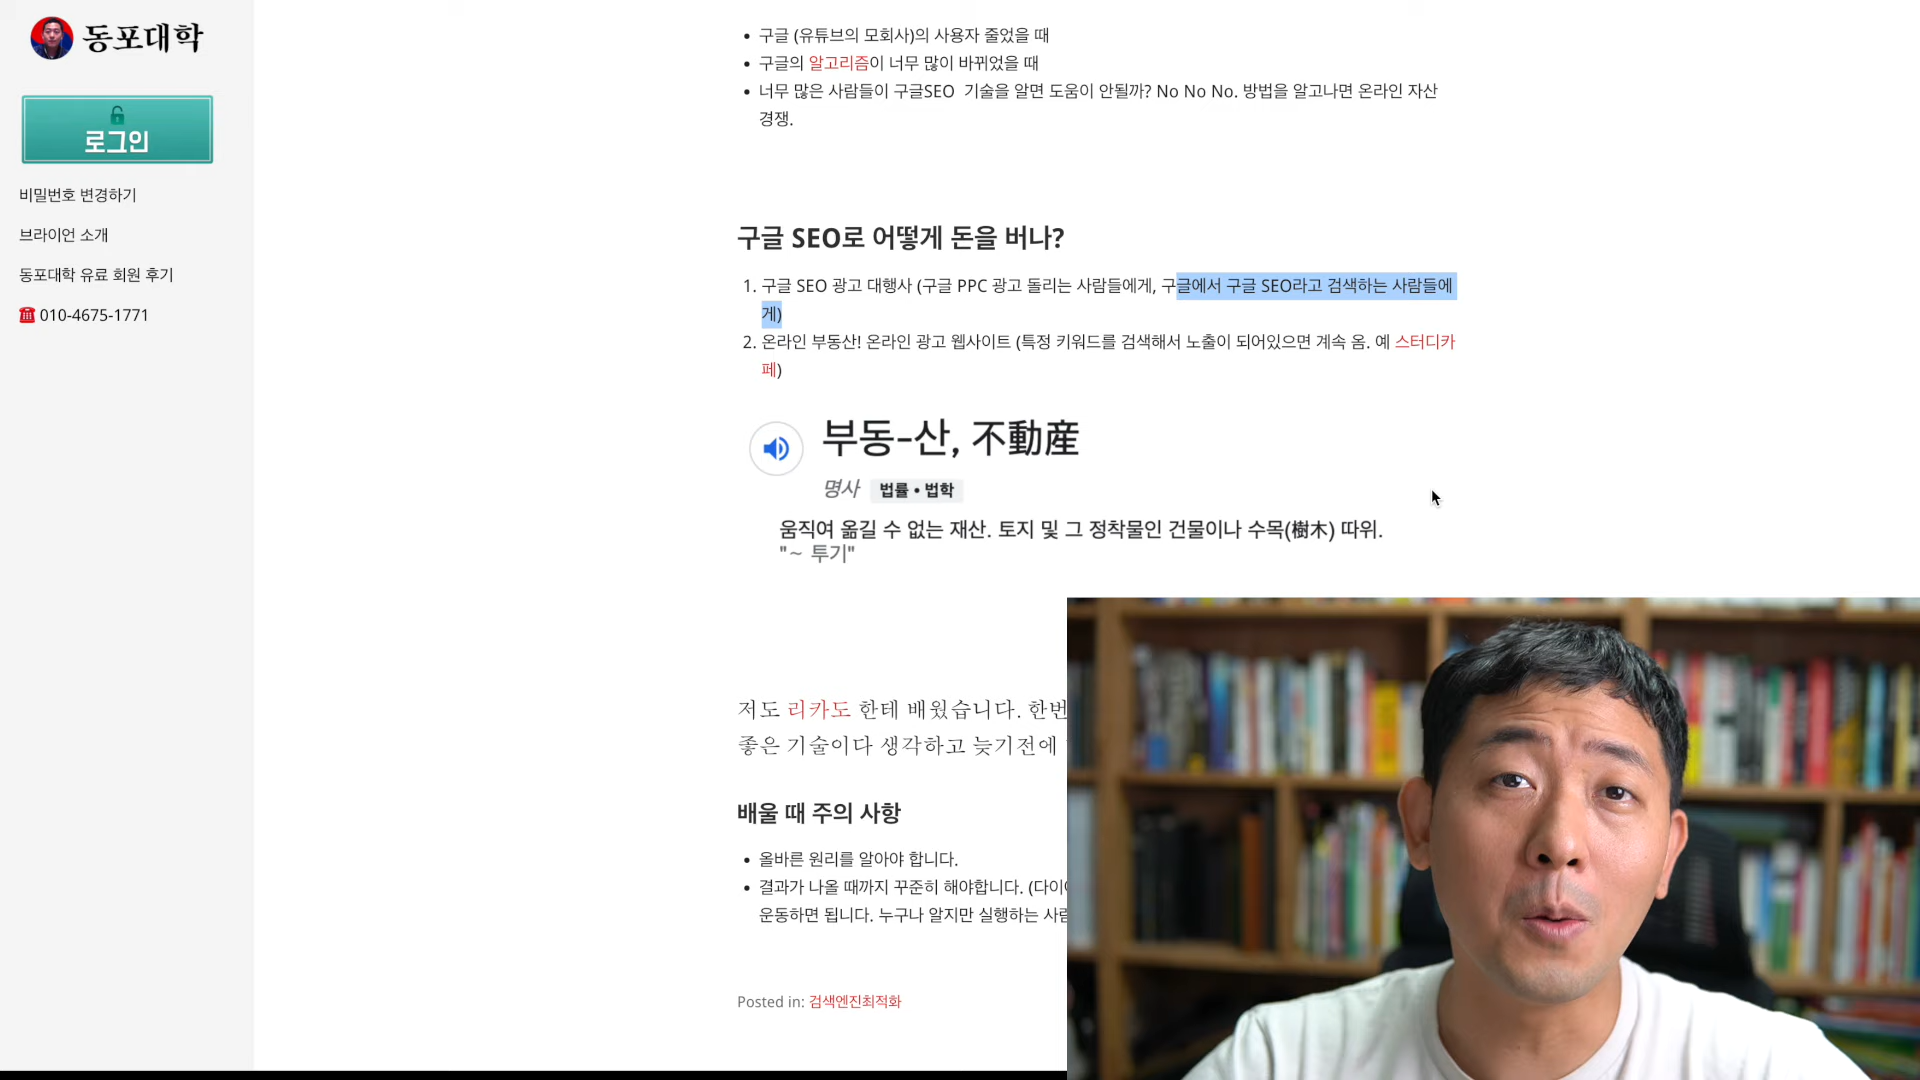 동포대학
로그인
비밀번호 변경하기
브라이언 소개
동포대학 유료 회원 후기
010-4675-1771
구글 (유튜브의 모회사)의 사용자 줄었을 때
구글의 알고리즘이 너무 많이 바뀌었을 때
너무 많은 사람들이 구글SEO 기술을 알면 도움이 안될까? No No No. 방법을 알고나면 온라인 자산
경쟁.
구글 SEO로 어떻게 돈을 버나?
1. 구글 SEO 광고 대행사 (구글 PPC 광고 돌리는 사람들에게, 구글에서 구글 SEO라고 검색하는 사람들에
게)
2. 온라인 부동산! 온라인 광고 웹사이트 (특정 키워드를 검색해서 노출이 되어있으면 계속 옴. 예 스터디카
페)
부동-산, 不動産
명사 법률 • 법학
움직여 옮길 수 없는 재산. 토지 및 그 정착물인 건물이나 수목(樹木) 따위.
"~ 투기"
저도 리카도 한테 배웠습니다. 한번
좋은 기술이다 생각하고 늦기전에
배울 때 주의 사항
올바른 원리를 알아야 합니다.
결과가 나올 때까지 꾸준히 해야합니다. (다이
운동하면 됩니다. 누구나 알지만 실행하는 사람
Posted in: 검색엔진최적화